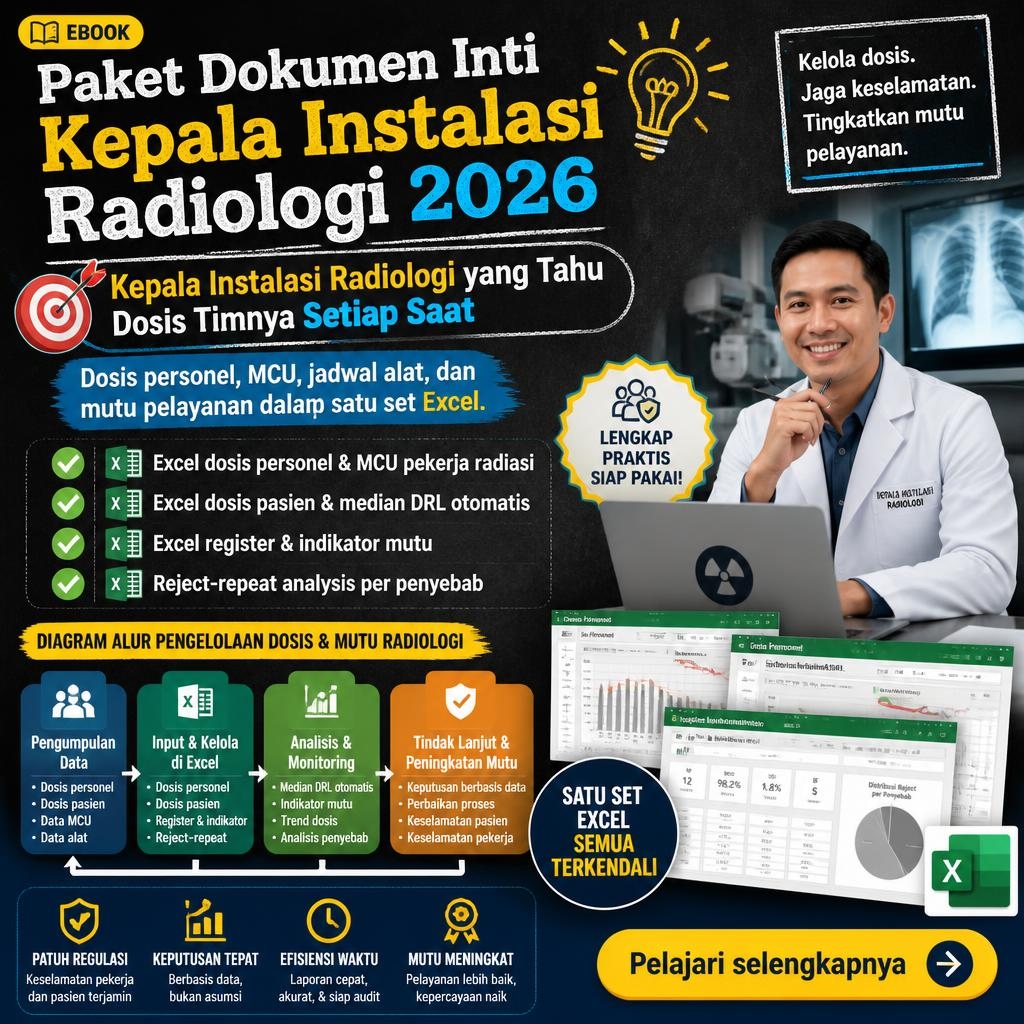 EBOOK
Paket Dokumen Inti
Kepala Instalasi
Radiologi 2026
Kelola dosis.
Jaga keselamatan.
Tingkatkan mutu
pelayanan.
Kepala Instalasi Radiologi yang Tahu
Dosis Timnya Setiap Saat
Dosis personel, MCU, jadwal alat, dan
mutu pelayanan dalam satu set Excel.
LENGKAP
PRAKTIS
SIAP PAKAI!
Excel dosis personel & MCU pekerja radiasi
Excel dosis pasien & median DRL otomatis
Excel register & indikator mutu
Reject-repeat analysis per penyebab
RADIOLODI
DIAGRAM ALUR PENGELOLAAN DOSIS & MUTU RADIOLOGI
Pengumpulan
Data
• Dosis personel
• Dosis pasien
• Data MCU
• Data alat
Input & Kelola
di Excel
• Dosis personel
• Dosis pasien
• Register & indikator
• Reject-repeat
Analisis &
Monitoring
• Median DRL otomatis
• Indikator mutu
• Trend dosis
• Analisis penyebab
Tindak Lanjut &
Peningkatan Mutu
• Keputusan berbasis data
• Perbaikan proses
• Keselamatan pasien
• Keselamatan pekerja
12
98.2%
1.8%
5
Distribusi Reject
per Penyebab
SATU SET
EXCEL
SEMUA
TERKENDALI
X
PATUH REGULASI
Keselamatan pekerja
dan pasien terjamin
KEPUTUSAN TEPAT
Berbasis data,
bukan asumsi
EFISIENSI WAKTU
Laporan cepat,
akurat, & siap audit
MUTU MENINGKAT
Pelayanan lebih baik,
kepercayaan naik
Pelajari selengkapnya